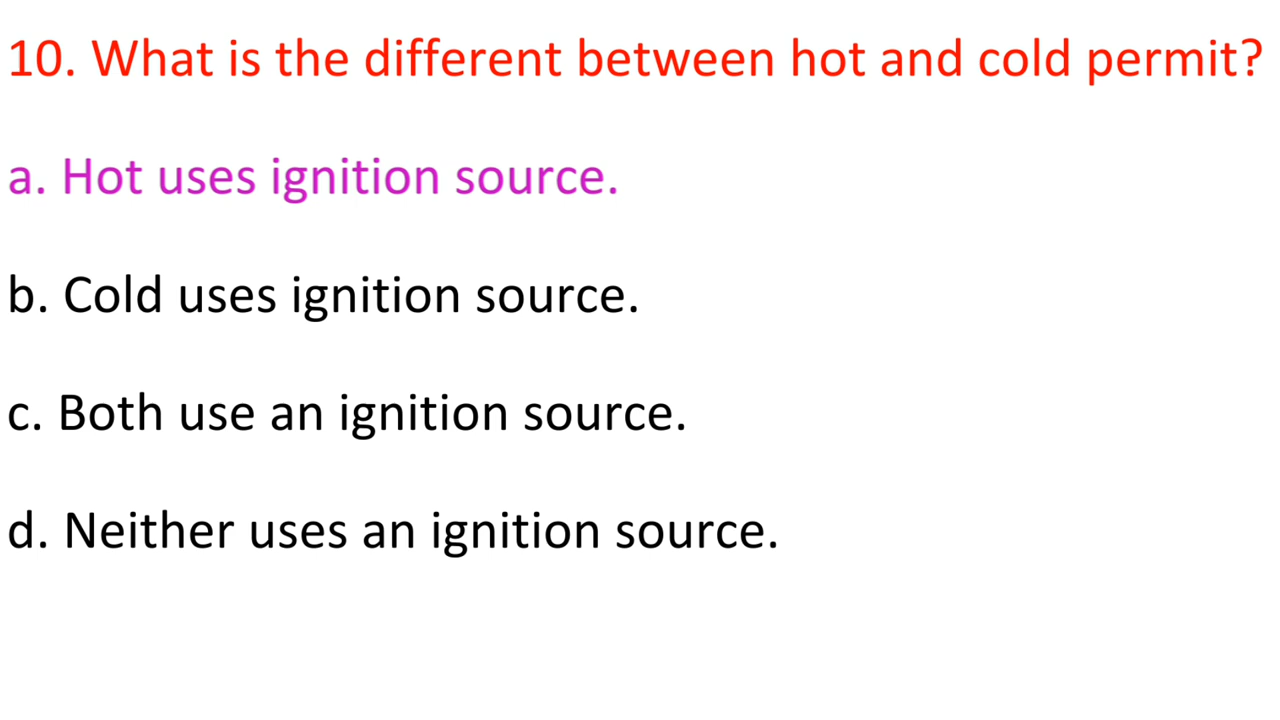 10. What is the different between hot and cold permit?
a. Hot uses ignition source.
b. Cold uses ignition source.
c. Both use an ignition source.
d. Neither uses an ignition source.